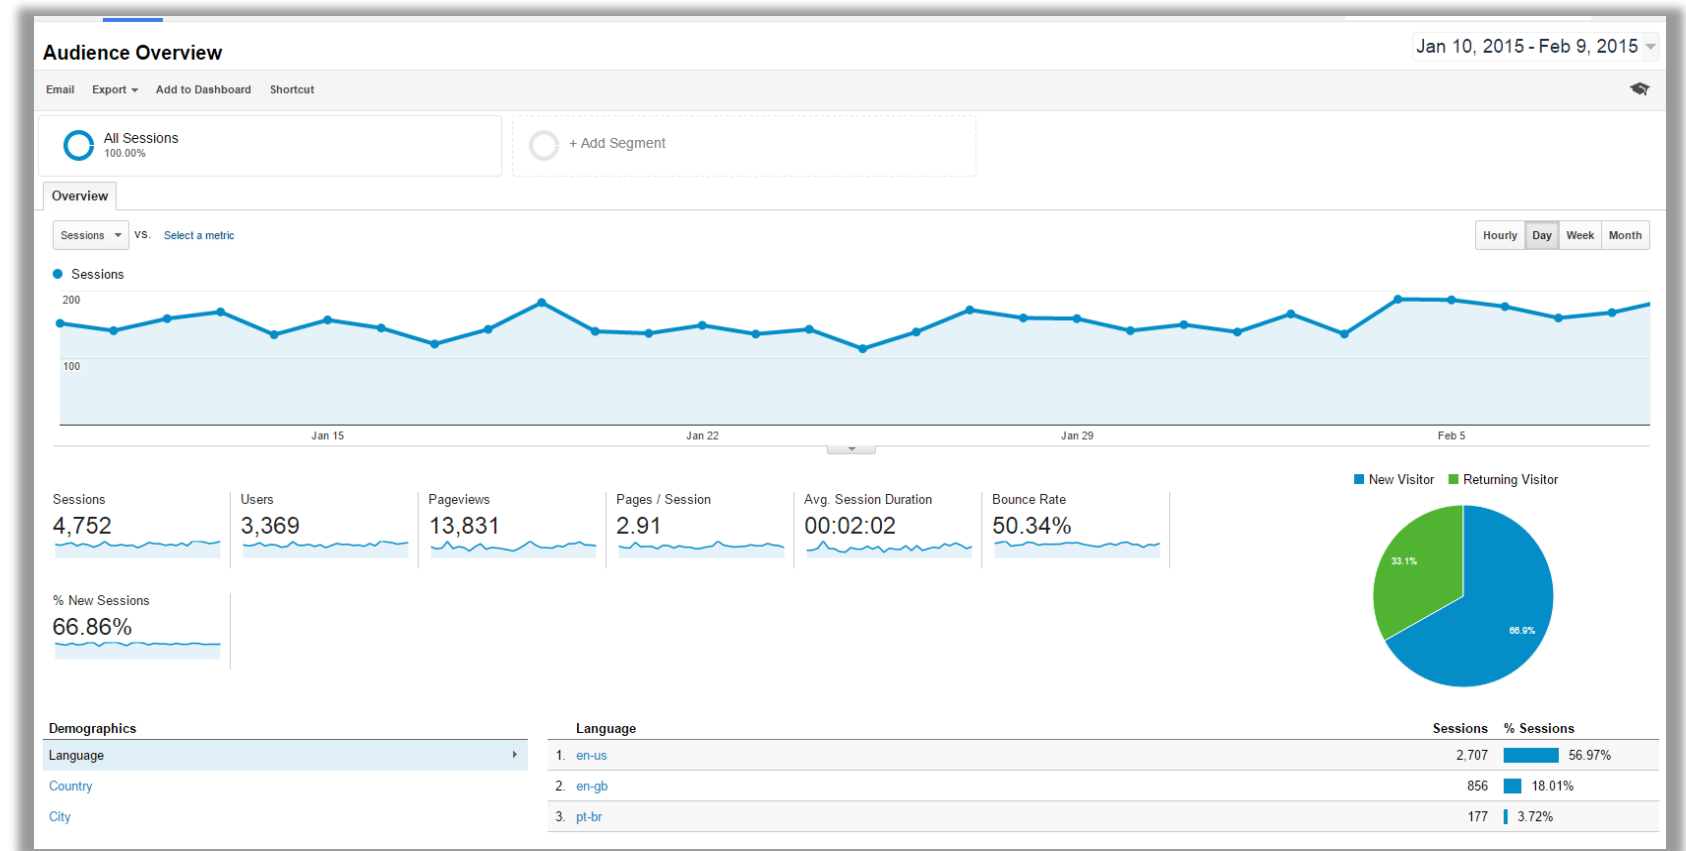 Audience Overview
Jan 10, 2015 - Feb 9, 2015
Email Export Add to Dashboard Shortcut
All Sessions
100.00%
+ Add Segment
Overview
Sessions VS. Select a metric
Hourly Day Week Month
Sessions
200
100
Jan 15 Jan 22 Jan 29 Feb 5
New Visitor Returning Visitor
Sessions Users Pageviews Pages / Session Avg. Session Duration Bounce Rate
4,752 3,369 13,831 2.91 00:02:02 50.34%
33.1%
66.9%
% New Sessions
66.86%
Demographics Language Sessions % Sessions
Language 1. en-us 2,707 56.97%
Country 2. en-gb 856 18.01%
City 3. pt-br 177 3.72%